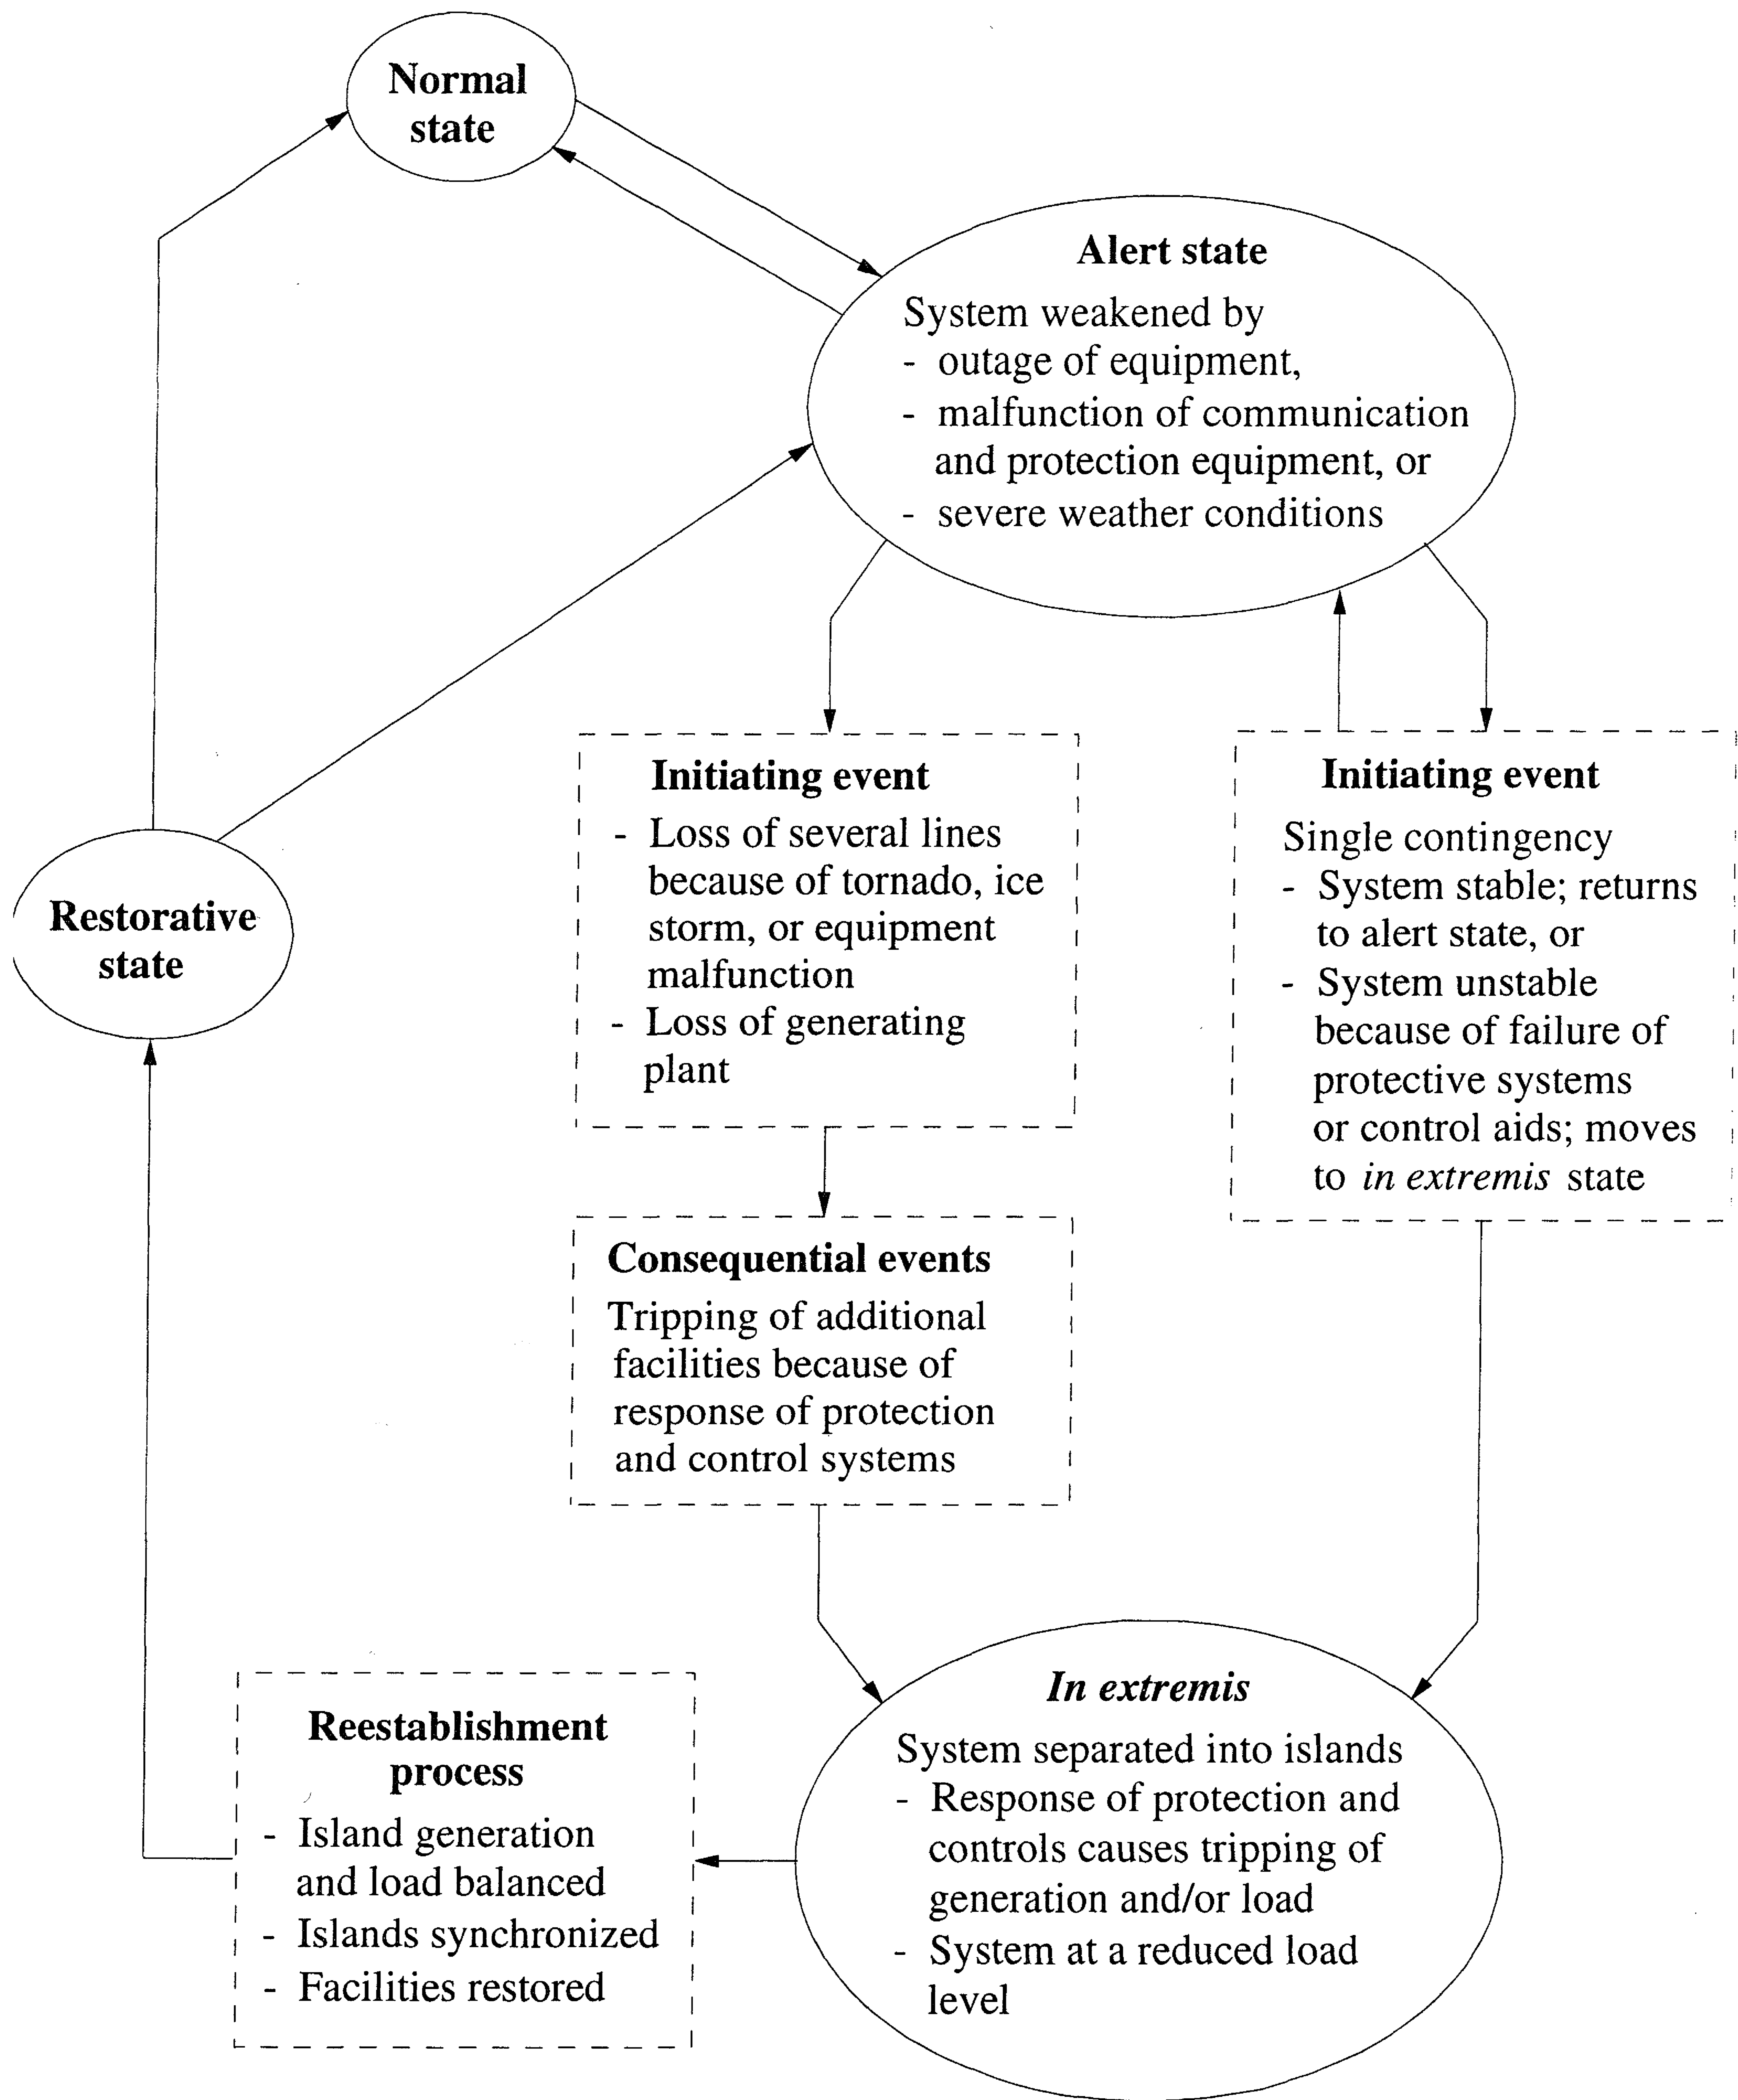 Normal
state
Alert state
System weakened by
- outage of equipment,
- malfunction of communication
and protection equipment, or
- severe weather conditions
Initiating event
- Loss of several lines
because of tornado, ice
storm, or equipment
malfunction
- Loss of generating
plant
Initiating event
Single contingency
- System stable; returns
to alert state, or
- System unstable
because of failure of
protective systems
or control aids; moves
to in extremis state
Restorative
state
Consequential events
Tripping of additional
facilities because of
response of protection
and control systems
In extremis
System separated into islands
- Response of protection and
controls causes tripping of
generation and/or load
- System at a reduced load
level
Reestablishment
process
- Island generation
and load balanced
- Islands synchronized
- Facilities restored